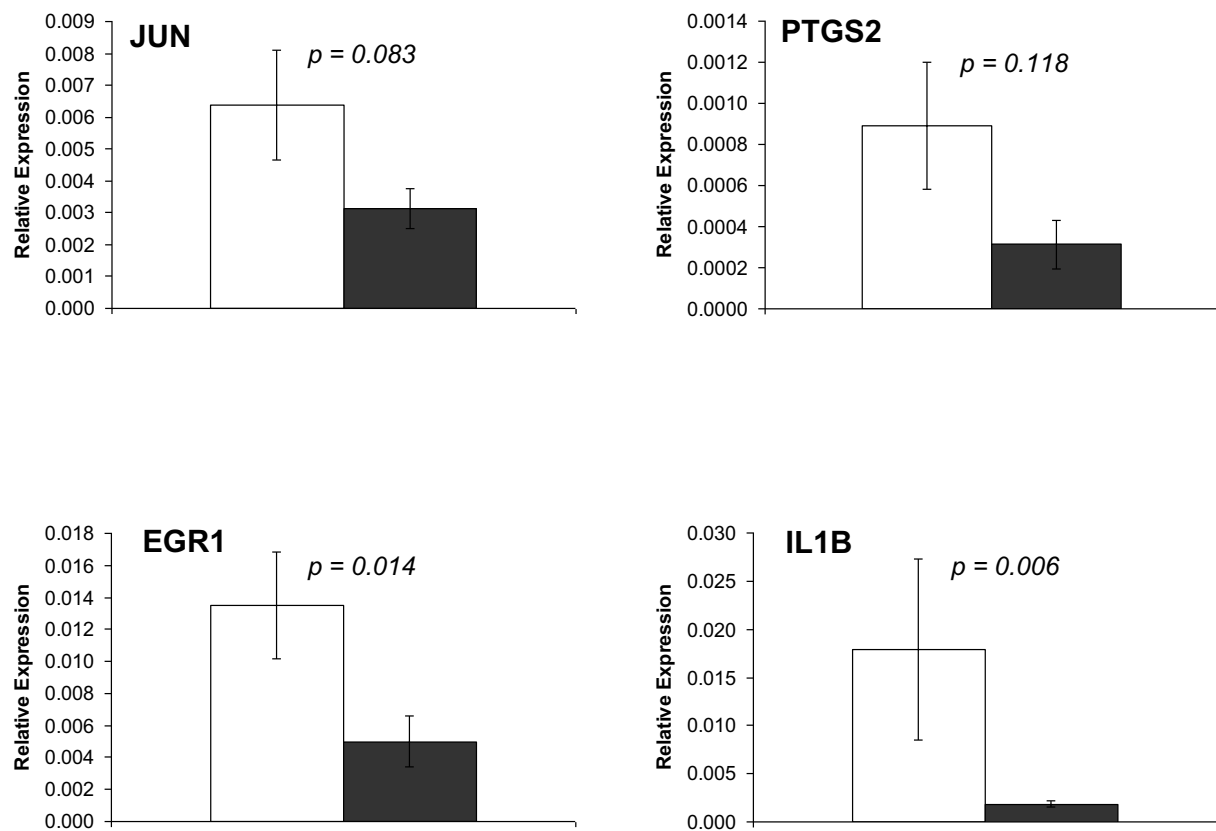 JUN
p = 0.083
Relative Expression
0.009
0.008
0.007
0.006
0.005
0.004
0.003
0.002
0.001
0.000
PTGS2
p = 0.118
Relative Expression
0.0014
0.0012
0.0010
0.0008
0.0006
0.0004
0.0002
0.0000
EGR1
p = 0.014
Relative Expression
0.018
0.016
0.014
0.012
0.010
0.008
0.006
0.004
0.002
0.000
IL1B
p = 0.006
Relative Expression
0.030
0.025
0.020
0.015
0.010
0.005
0.000